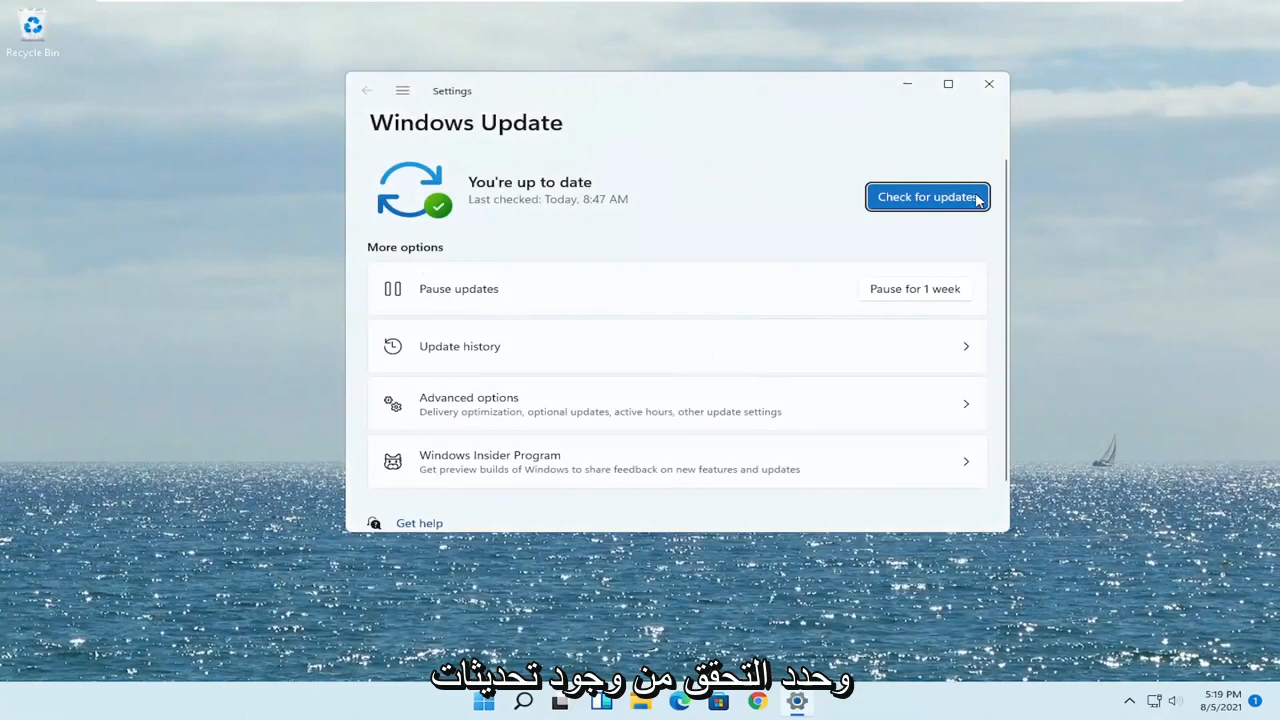 Recycle Bin
Settings
Windows Update
You're up to date
Last checked: Today, 8:47 AM
Check for updates
More options
Pause updates
Pause for 1 week
Update history
Advanced options
Delivery optimization, optional updates, active hours, other update settings
Windows Insider Program
Get preview builds of Windows to share feedback on new features and updates
Get help
وحدد التحقق من وجود تحديثات
5:19 PM
8/5/2021
1